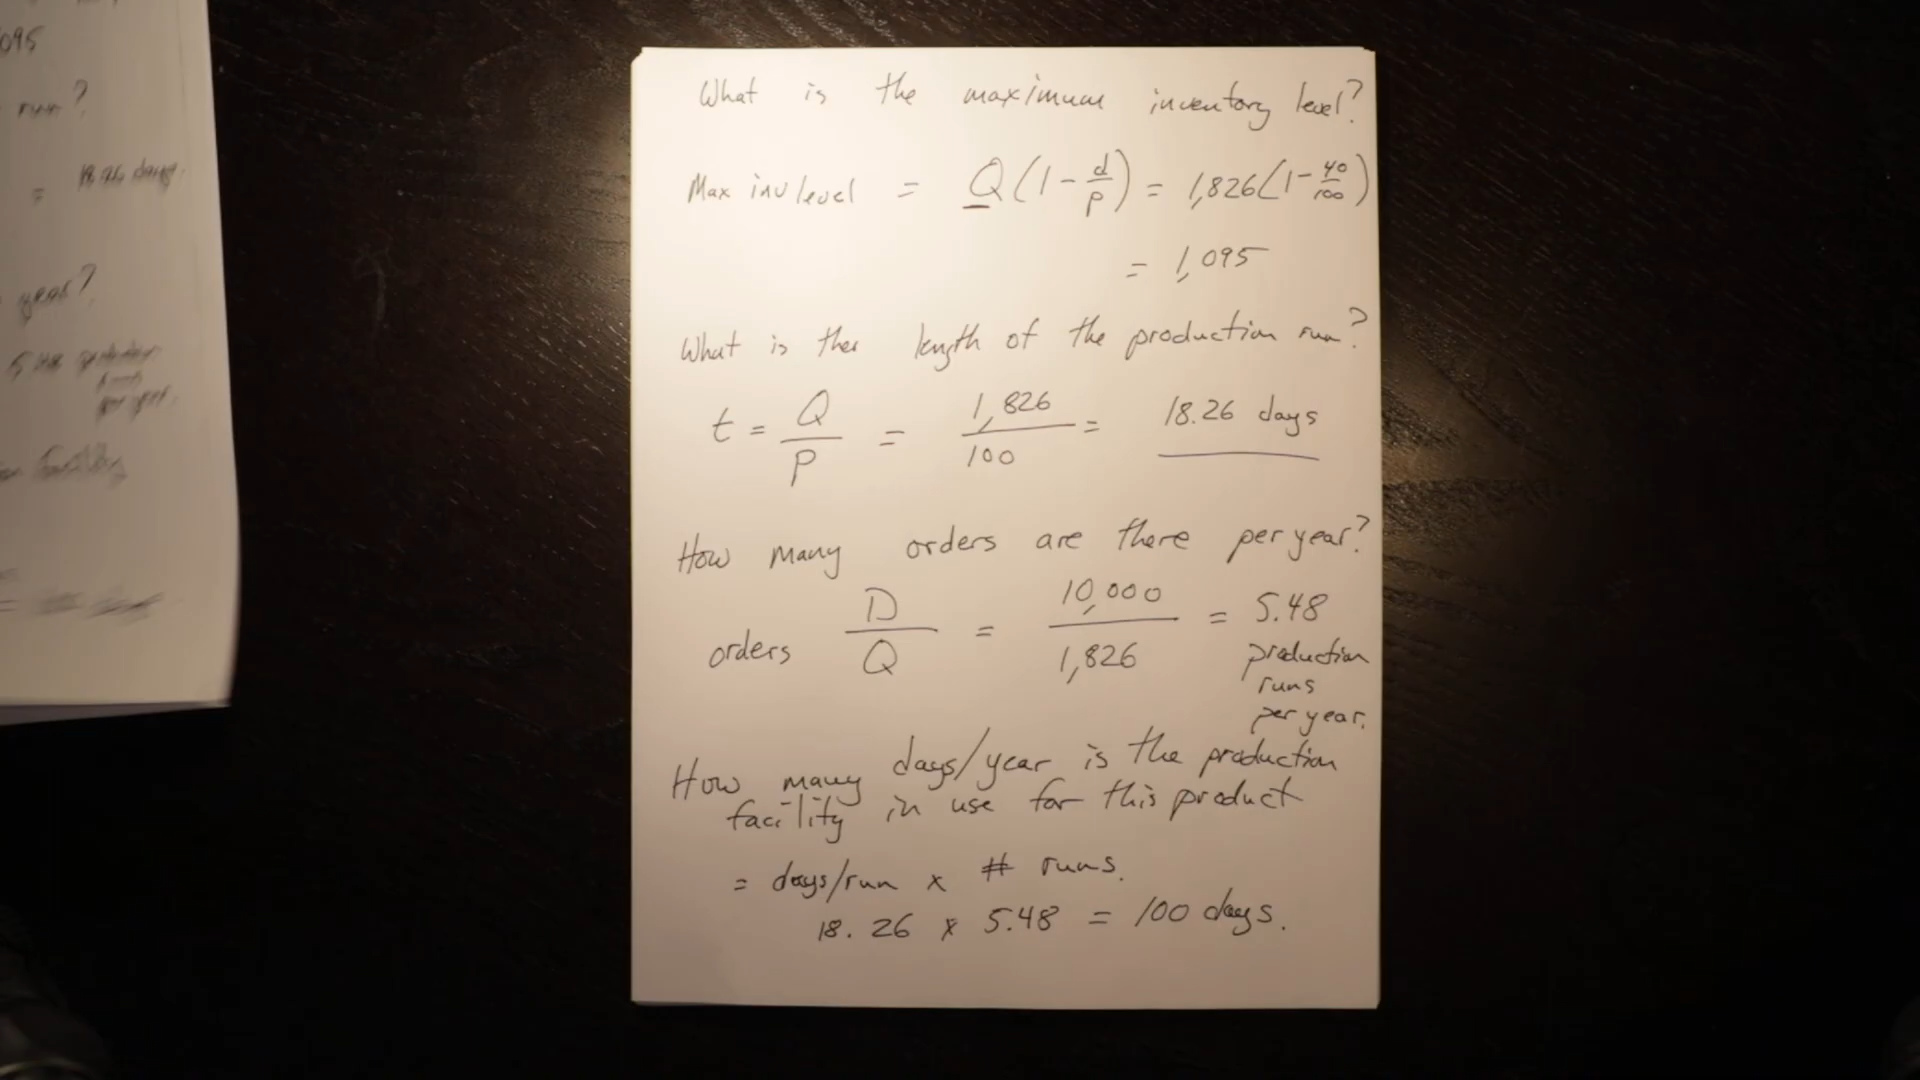 095
run?
= 18.26 days.
year?
What is the maximum inventory level?
Max inv level = Q(1 - d/p) = 1,826(1 - 40/100)
= 1,095
What is ther length of the production run?
t = Q/P = 1,826/100 = 18.26 days
How many orders are there per year?
orders D/Q = 10,000/1,826 = 5.48
production
runs
per year.
How many days/year is the production
facility in use for this product
= days/run x # runs.
18.26 x 5.48 = 100 days.